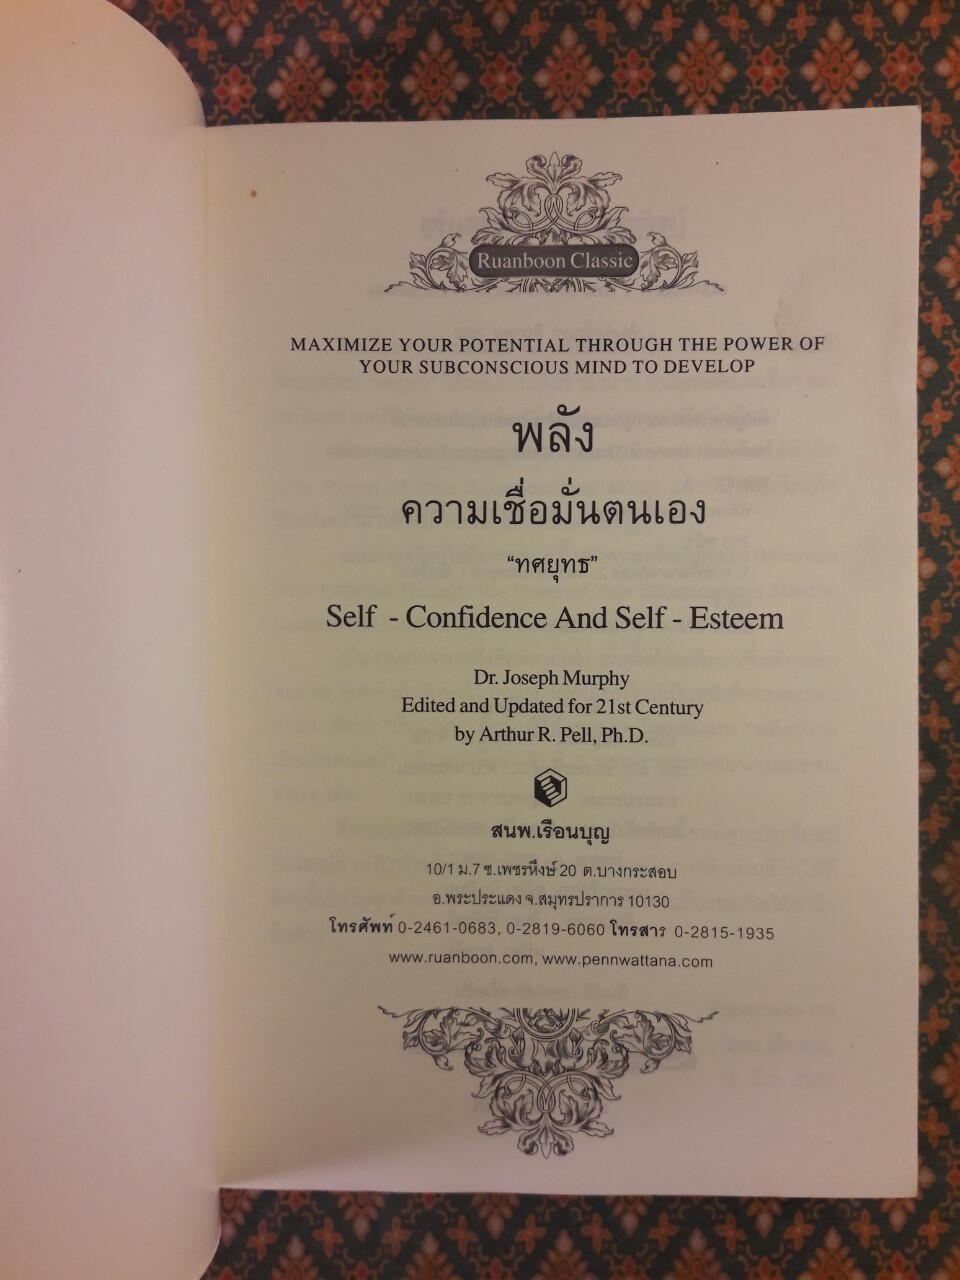 Ruanboon Classic
MAXIMIZE YOUR POTENTIAL THROUGH THE POWER OF
YOUR SUBCONSCIOUS MIND TO DEVELOP
พลัง
ความเชื่อมั่นตนเอง
“ทศยุทธ”
Self - Confidence And Self - Esteem
Dr. Joseph Murphy
Edited and Updated for 21st Century
by Arthur R. Pell, Ph.D.
สนพ.เรือนบุญ
10/1 ม.7 ซ.เพชรหึงษ์ 20 ต.บางกระสอบ
อ.พระประแดง จ.สมุทรปราการ 10130
โทรศัพท์ 0-2461-0683, 0-2819-6060 โทรสาร 0-2815-1935
www.ruanboon.com, www.pennwattana.com